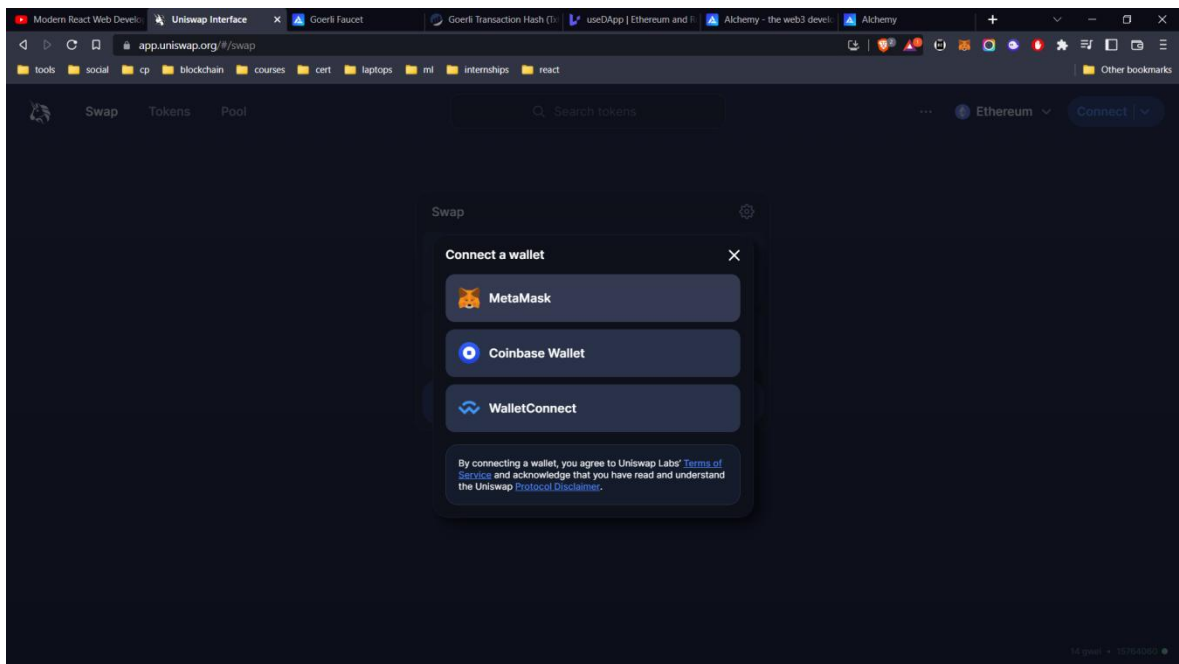 Modern React Web Develo
Uniswap Interface
Goerli Faucet
Goerli Transaction Hash (Tx
useDApp | Ethereum and R
Alchemy - the web3 develo
Alchemy
app.uniswap.org/#/swap
tools social cp blockchain courses cert laptops ml internships react Other bookmarks
Swap Tokens Pool Search tokens ... Ethereum Connect
Swap
Connect a wallet
MetaMask
Coinbase Wallet
WalletConnect
By connecting a wallet, you agree to Uniswap Labs' Terms of
Service and acknowledge that you have read and understand
the Uniswap Protocol Disclaimer.
14 gwei